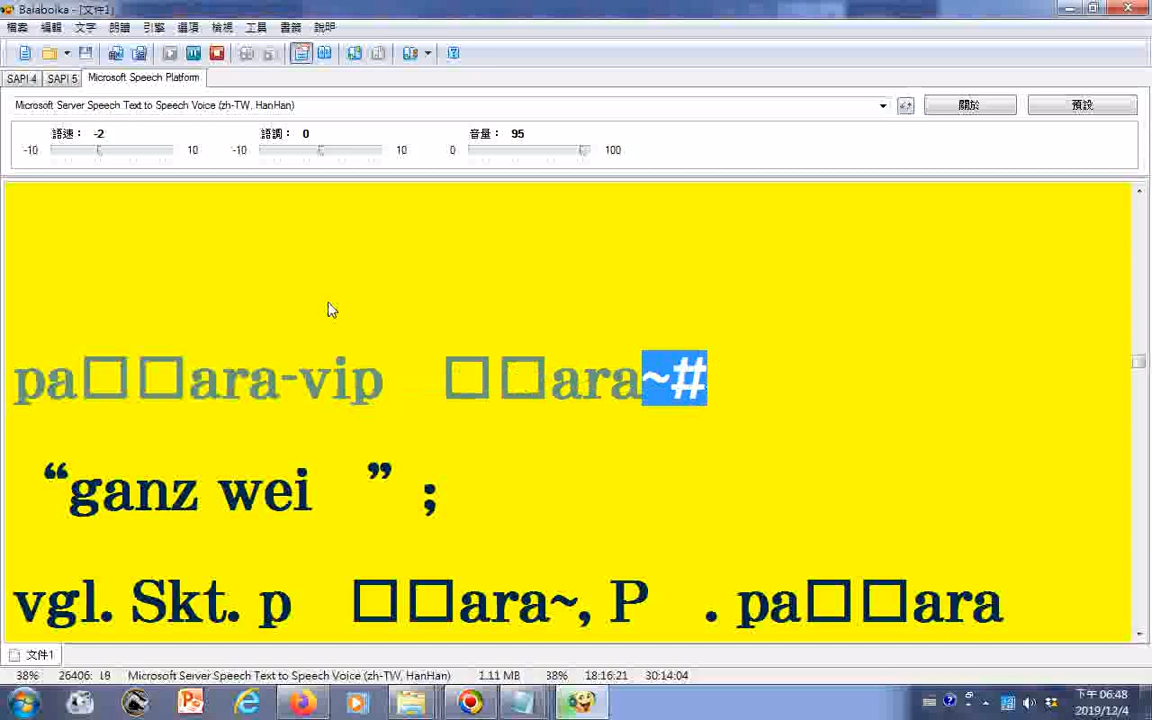 Balabolka - [文件1]
檔案 編輯 文字 朗讀 引擎 選項 檢視 工具 書籤 說明
SAPI 4 SAPI 5 Microsoft Speech Platform
Microsoft Server Speech Text to Speech Voice (zh-TW, HanHan) 關於 預設
語速： -2 語調： 0 音量： 95
-10 10 -10 10 0 100
pa□□ara-vip □□ara~#
“ganz wei ”;
vgl. Skt. p □□ara~, P . pa□□ara
文件1
38% 26406: 18 Microsoft Server Speech Text to Speech Voice (zh-TW, HanHan) 1.11 MB 38% 18:16:21 30:14:04
下午 06:48
2019/12/4